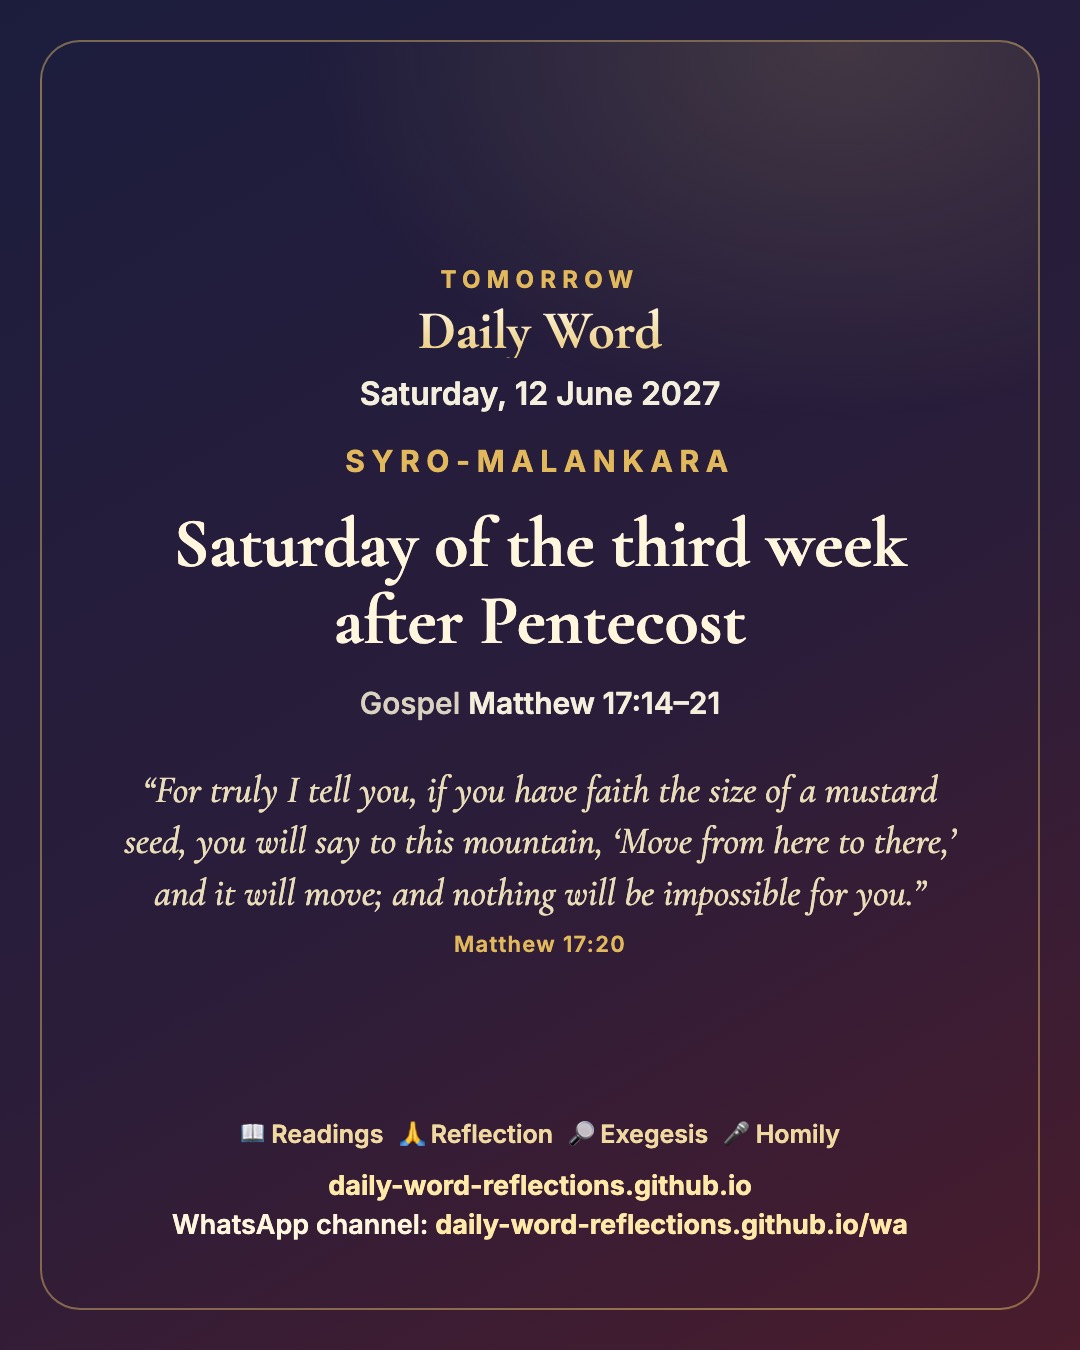 TOMORROW
Daily Word
Saturday, 12 June 2027
SYRO-MALANKARA
Saturday of the third week
after Pentecost
Gospel Matthew 17:14–21
“For truly I tell you, if you have faith the size of a mustard
seed, you will say to this mountain, ‘Move from here to there,’
and it will move; and nothing will be impossible for you.”
Matthew 17:20
📖 Readings 🙏 Reflection 🔎 Exegesis 🎤 Homily
daily-word-reflections.github.io
WhatsApp channel: daily-word-reflections.github.io/wa